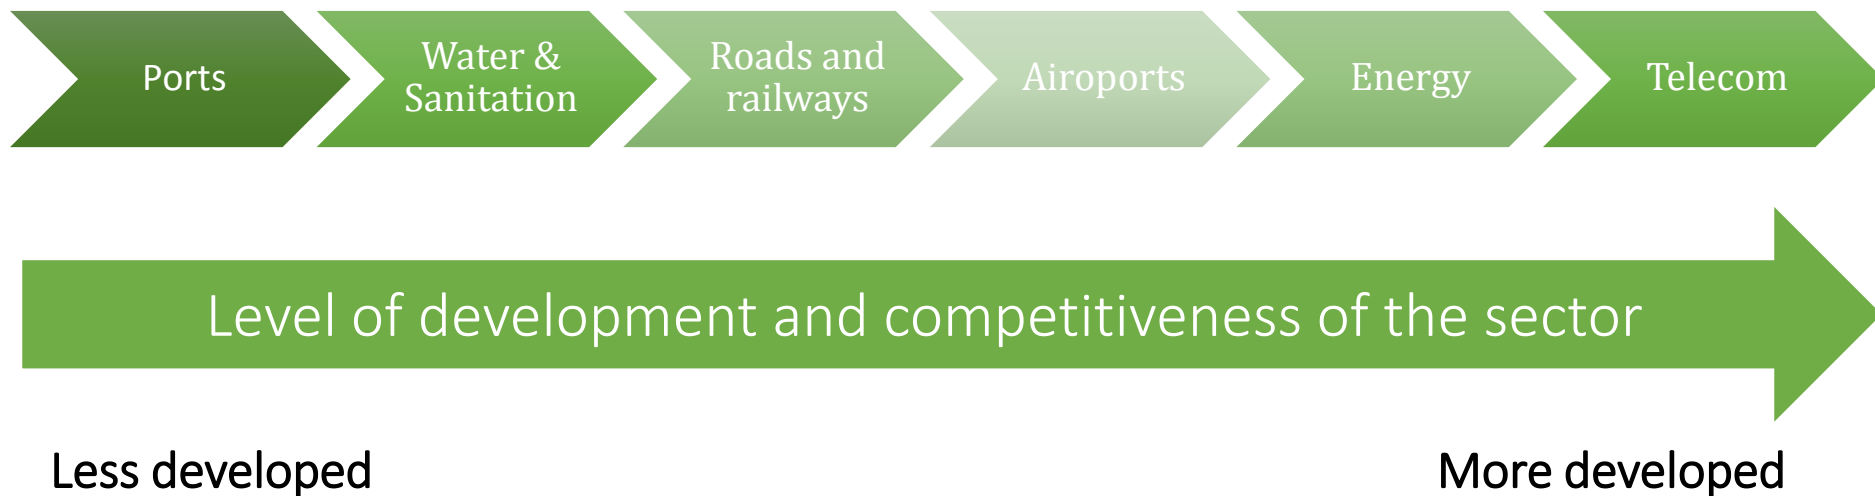 Ports
Water &
Sanitation
Roads and
railways
Airoports
Energy
Telecom
Level of development and competitiveness of the sector
Less developed
More developed